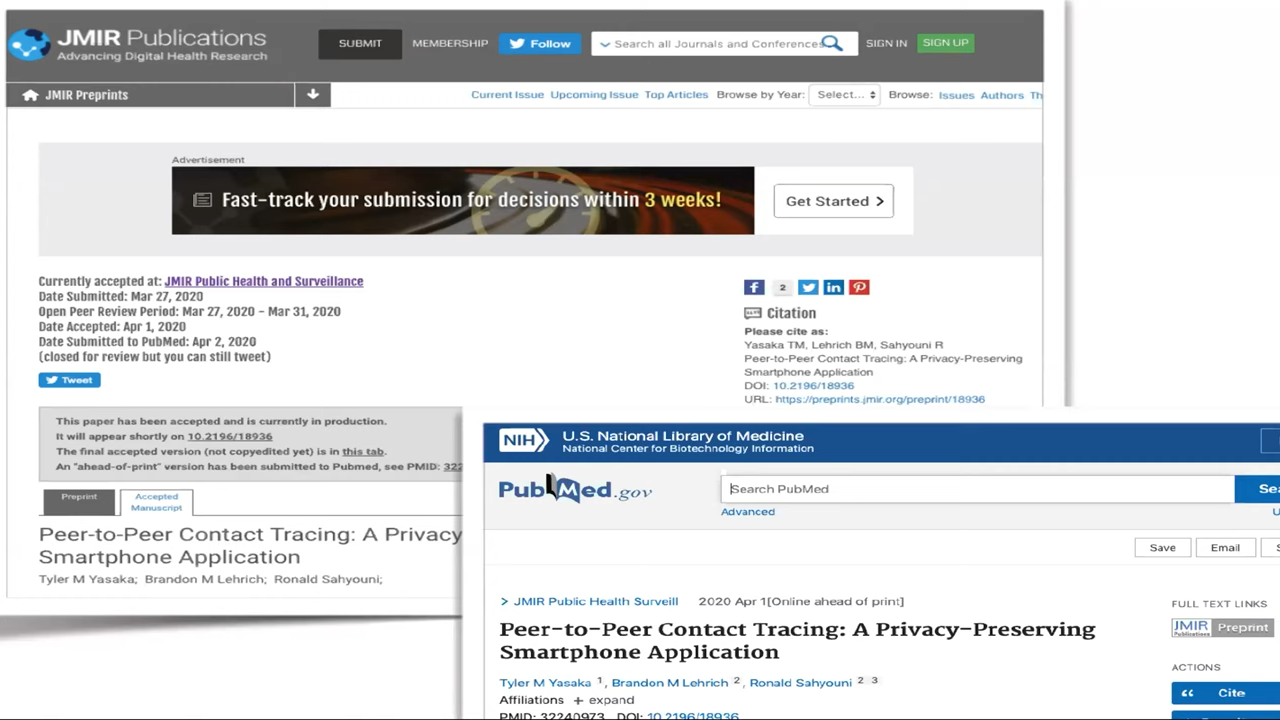 JMIR Publications
Advancing Digital Health Research
SUBMIT
MEMBERSHIP
Follow
Search all Journals and Conferences
SIGN IN
SIGN UP
JMIR Preprints
Current Issue Upcoming Issue Top Articles Browse by Year: Select... Browse: Issues Authors Th
Advertisement
Fast-track your submission for decisions within 3 weeks!
Get Started
Currently accepted at: JMIR Public Health and Surveillance
Date Submitted: Mar 27, 2020
Open Peer Review Period: Mar 27, 2020 - Mar 31, 2020
Date Accepted: Apr 1, 2020
Date Submitted to PubMed: Apr 2, 2020
(closed for review but you can still tweet)
Tweet
2
Citation
Please cite as:
Yasaka TM, Lehrich BM, Sahyouni R
Peer-to-Peer Contact Tracing: A Privacy-Preserving
Smartphone Application
DOI: 10.2196/18936
URL: https://preprints.jmir.org/preprint/18936
This paper has been accepted and is currently in production.
It will appear shortly on 10.2196/18936
The final accepted version (not copyedited yet) is in this tab.
An "ahead-of-print" version has been submitted to Pubmed, see PMID: 322
Preprint
Accepted
Manuscript
Peer-to-Peer Contact Tracing: A Privacy
Smartphone Application
Tyler M Yasaka; Brandon M Lehrich; Ronald Sahyouni;
NIH
U.S. National Library of Medicine
National Center for Biotechnology Information
PubMed.gov
Search PubMed
Sea
Advanced
U
Save
Email
S
> JMIR Public Health Surveill 2020 Apr 1[Online ahead of print]
Peer-to-Peer Contact Tracing: A Privacy-Preserving
Smartphone Application
Tyler M Yasaka 1, Brandon M Lehrich 2, Ronald Sahyouni 2 3
Affiliations + expand
PMID: 32240973 DOI: 10.2196/18936
FULL TEXT LINKS
JMIR Publications Preprint
ACTIONS
Cite